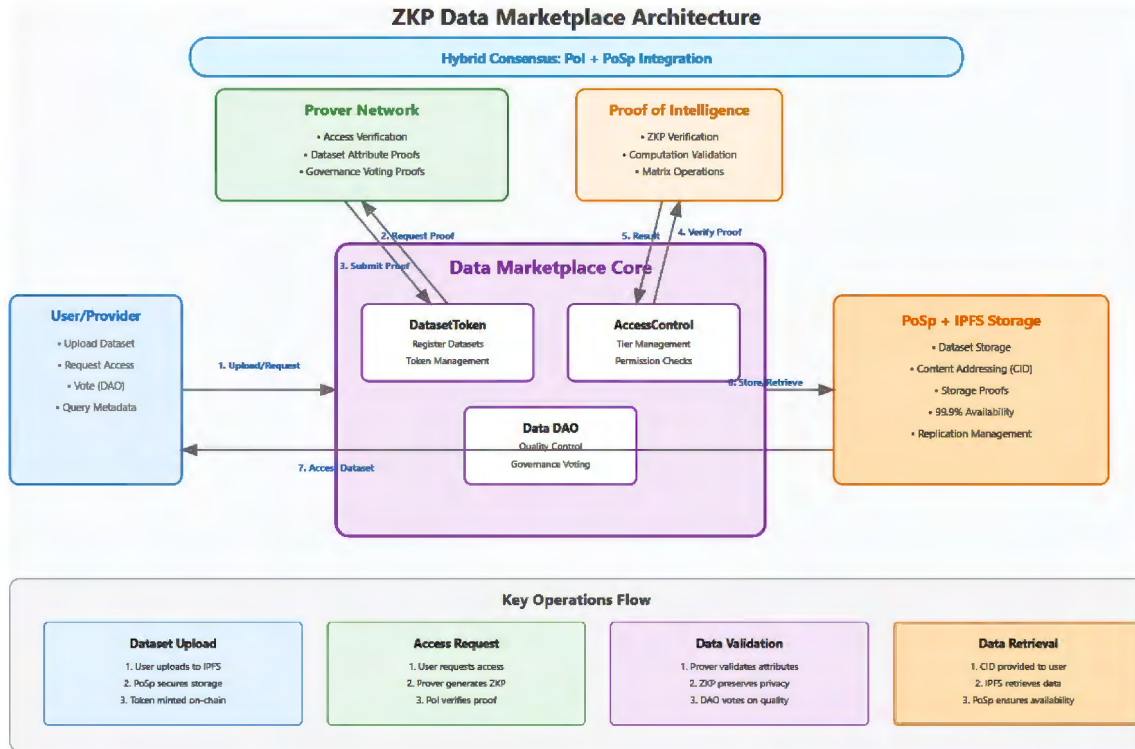 ZKP Data Marketplace Architecture
Hybrid Consensus: PoI + PoSp Integration
Prover Network
• Access Verification
• Dataset Attribute Proofs
• Governance Voting Proofs
Proof of Intelligence
• ZKP Verification
• Computation Validation
• Matrix Operations
2. Request Proof
3. Submit Proof
5. Result
4. Verify Proof
Data Marketplace Core
User/Provider
• Upload Dataset
• Request Access
• Vote (DAO)
• Query Metadata
1. Upload/Request
DatasetToken
Register Datasets
Token Management
AccessControl
Tier Management
Permission Checks
6. Store/Retrieve
PoSp + IPFS Storage
• Dataset Storage
• Content Addressing (CID)
• Storage Proofs
• 99.9% Availability
• Replication Management
Data DAO
Quality Control
Governance Voting
7. Access Dataset
Key Operations Flow
Dataset Upload
1. User uploads to IPFS
2. PoSp secures storage
3. Token minted on-chain
Access Request
1. User requests access
2. Prover generates ZKP
3. PoI verifies proof
Data Validation
1. Prover validates attributes
2. ZKP preserves privacy
3. DAO votes on quality
Data Retrieval
1. CID provided to user
2. IPFS retrieves data
3. PoSp ensures availability